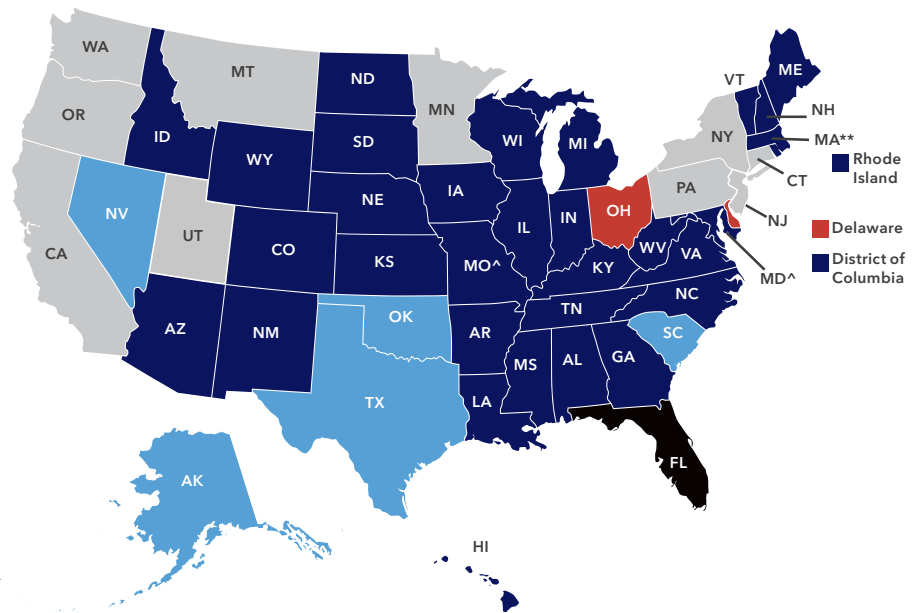 WA
MT
ND
MN
OR
ID
SD
WY
WI
MI
VT
ME
NH
NY
MA**
Rhode
Island
CT
NV
UT
CO
NE
IA
IL
IN
OH
PA
NJ
Delaware
CA
KS
MO^
KY
WV
VA
MD^
District of
Columbia
AZ
NM
OK
AR
TN
NC
SC
TX
LA
MS
AL
GA
FL
AK
HI